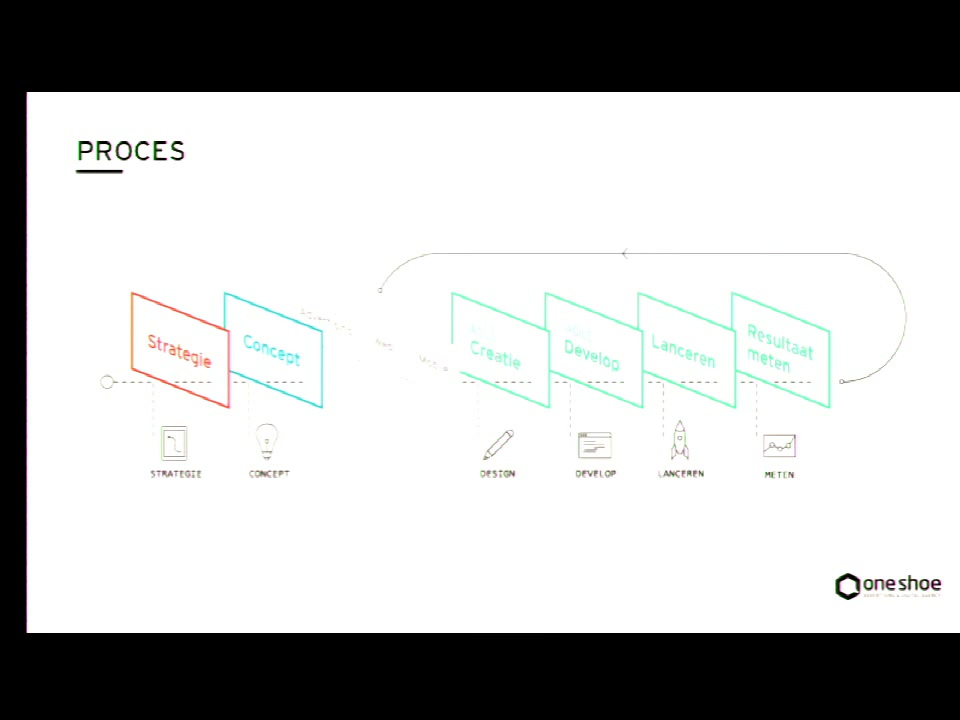 PROCES
Strategie
Concept
Creatie
Develop
Lanceren
Resultaat
meten
STRATEGIE
CONCEPT
DESIGN
DEVELOP
LANCEREN
METEN
oneshoe